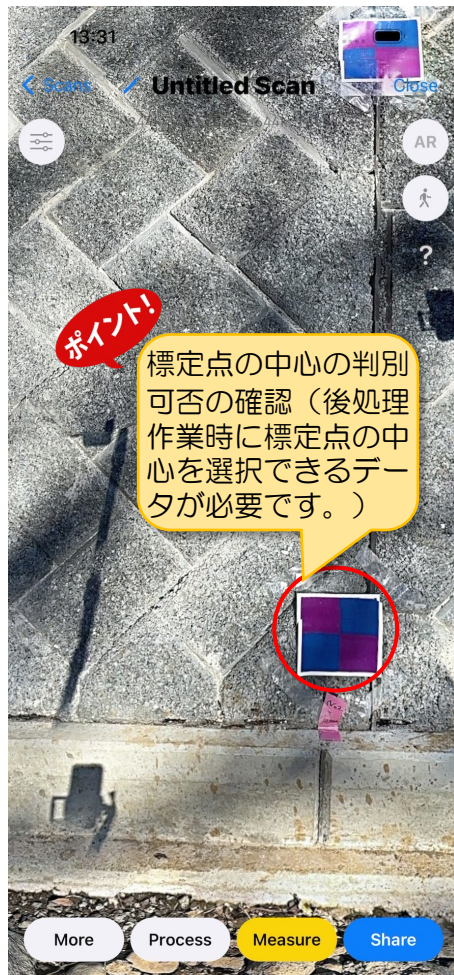 13:31
Scans
Untitled Scan
Close
AR
?
ポイント!
標定点の中心の判別
可否の確認（後処理
作業時に標定点の中
心を選択できるデー
タが必要です。）
More
Process
Measure
Share